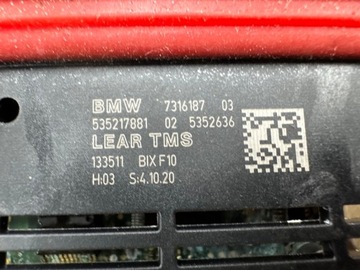 BMW 7316187 03
535217881 02 5352636
LEAR TMS
133511 BIX F10
H:03 S:4.10.20